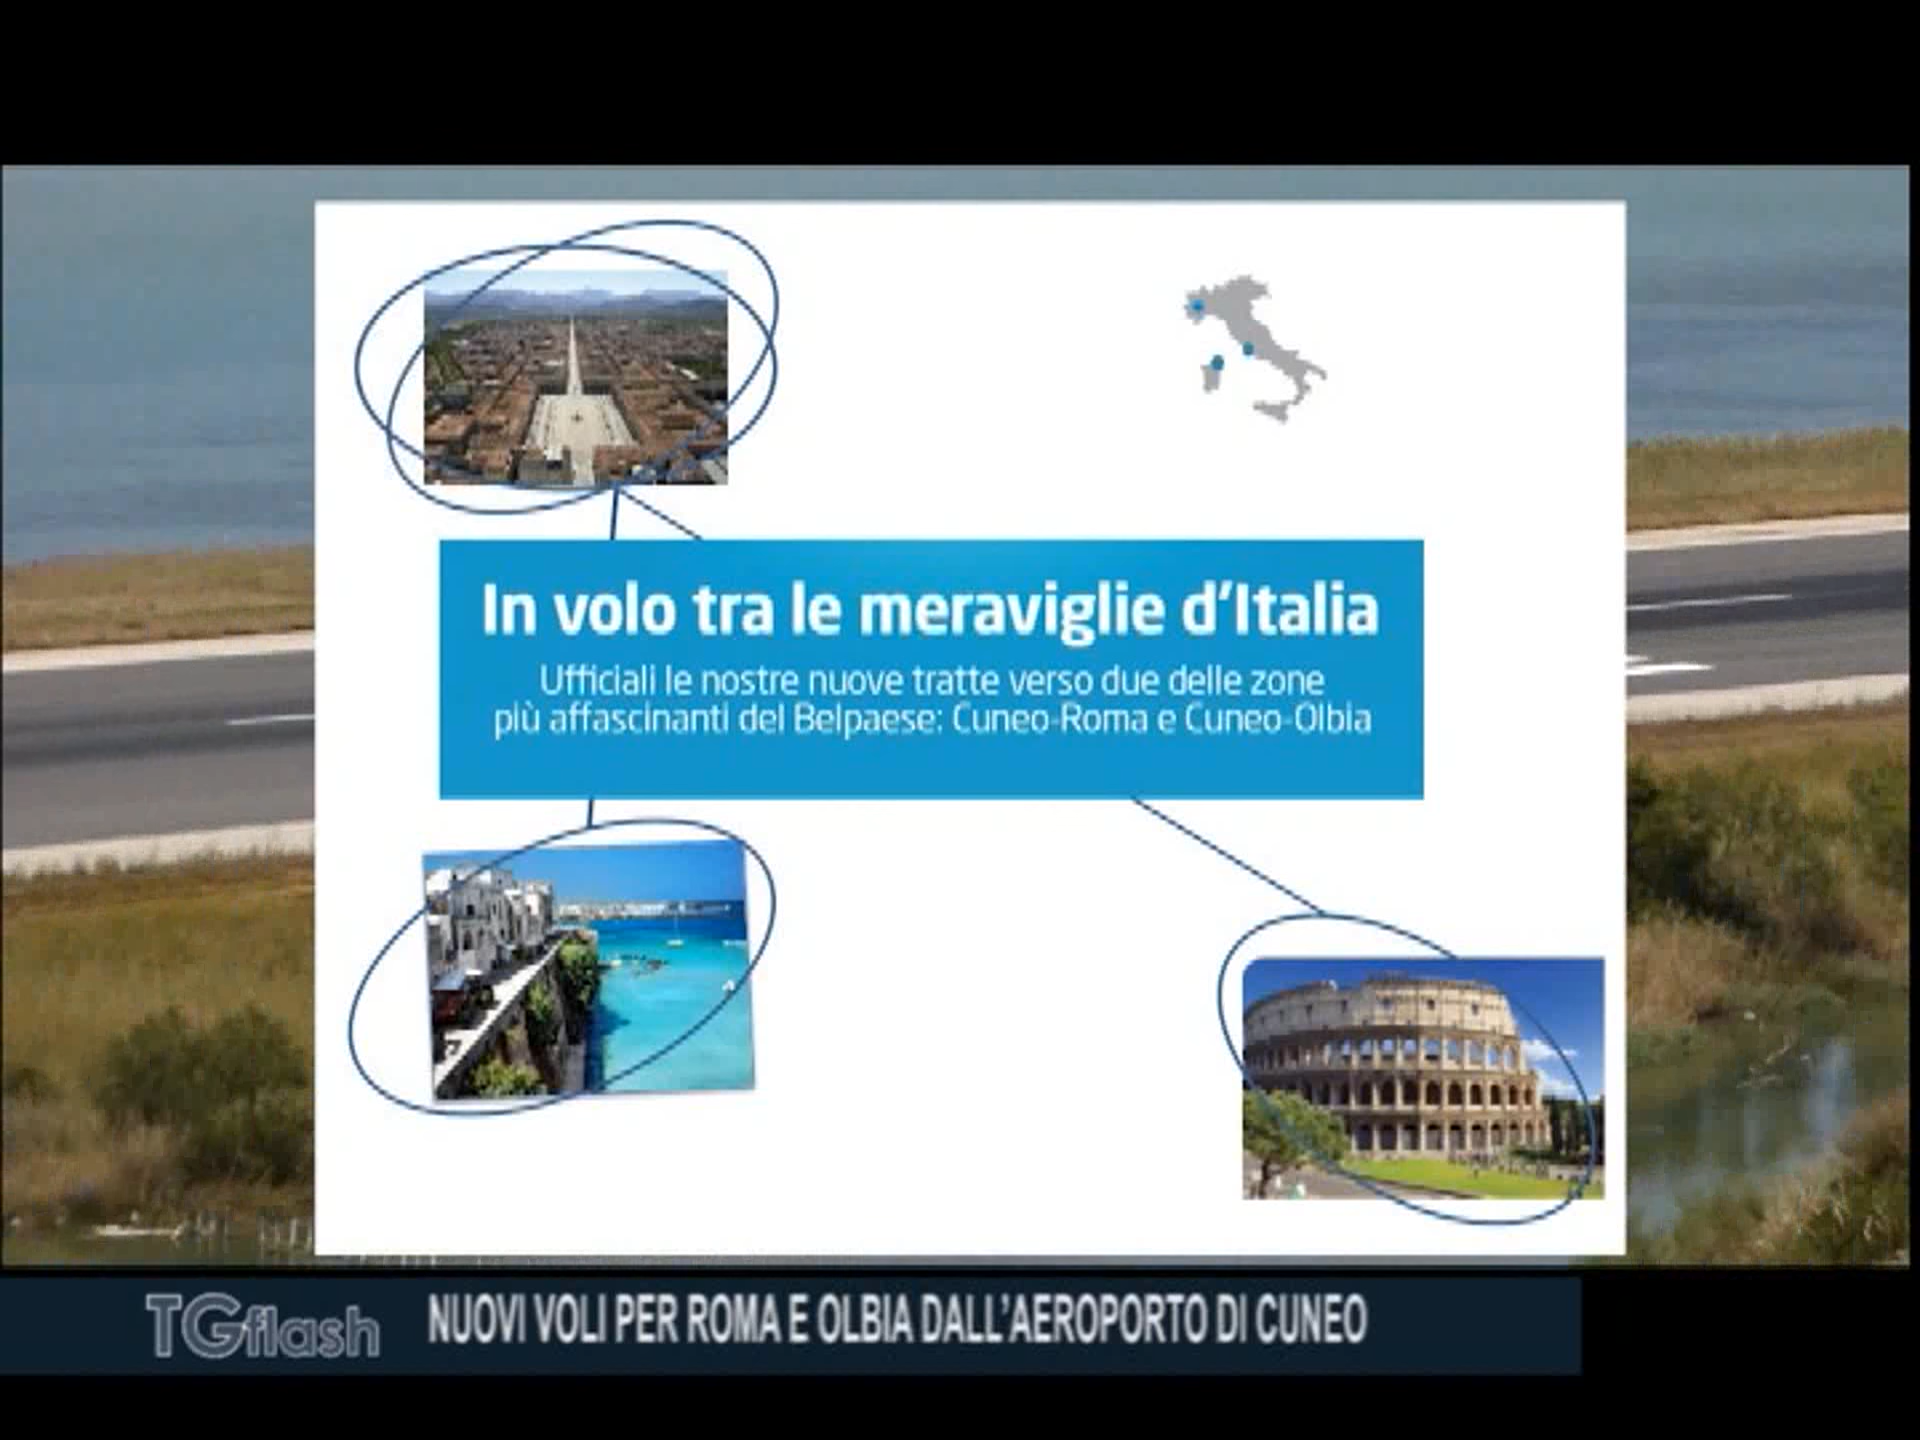 In volo tra le meraviglie d'Italia
Ufficiali le nostre nuove tratte verso due delle zone
più affascinanti del Belpaese: Cuneo-Roma e Cuneo-Olbia
TGflash
NUOVI VOLI PER ROMA E OLBIA DALL'AEROPORTO DI CUNEO